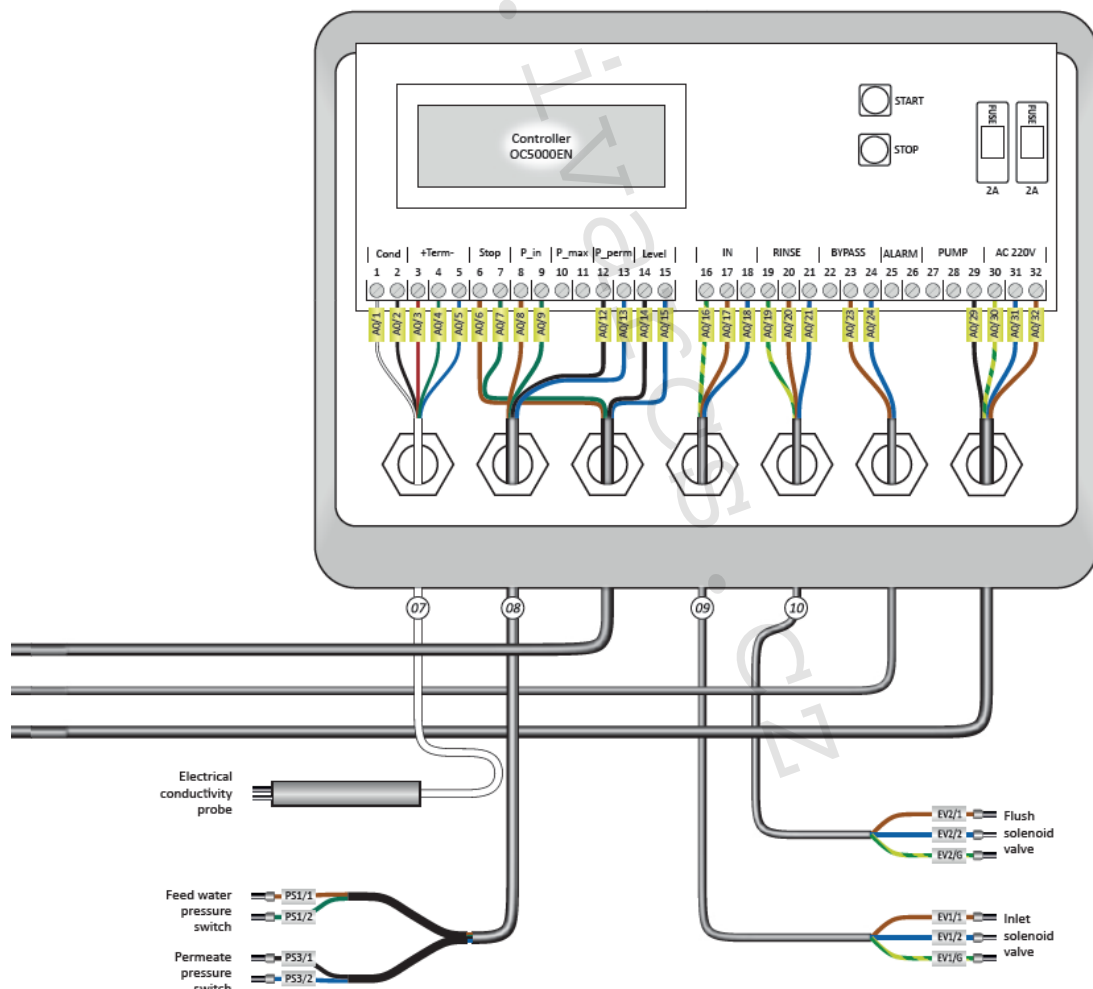 Controller
OC5000EN
START
STOP
FUSE FUSE
2A 2A
Cond +Term- Stop P_in P_max P_perm Level IN RINSE BYPASS ALARM PUMP AC 220V
1 2 3 4 5 6 7 8 9 10 11 12 13 14 15 16 17 18 19 20 21 22 23 24 25 26 27 28 29 30 31 32
A0/1 A0/2 A0/3 A0/4 A0/5 A0/6 A0/7 A0/8 A0/9 A0/12 A0/13 A0/14 A0/15 A0/16 A0/17 A0/18 A0/19 A0/20 A0/21 A0/23 A0/24 A0/29 A0/30 A0/31 A0/32
07 08 09 10
Electrical
conductivity
probe
EV2/1 Flush
EV2/2 solenoid
EV2/G valve
Feed water PS1/1
pressure PS1/2
switch
EV1/1 Inlet
EV1/2 solenoid
EV1/G valve
Permeate PS3/1
pressure PS3/2
switch